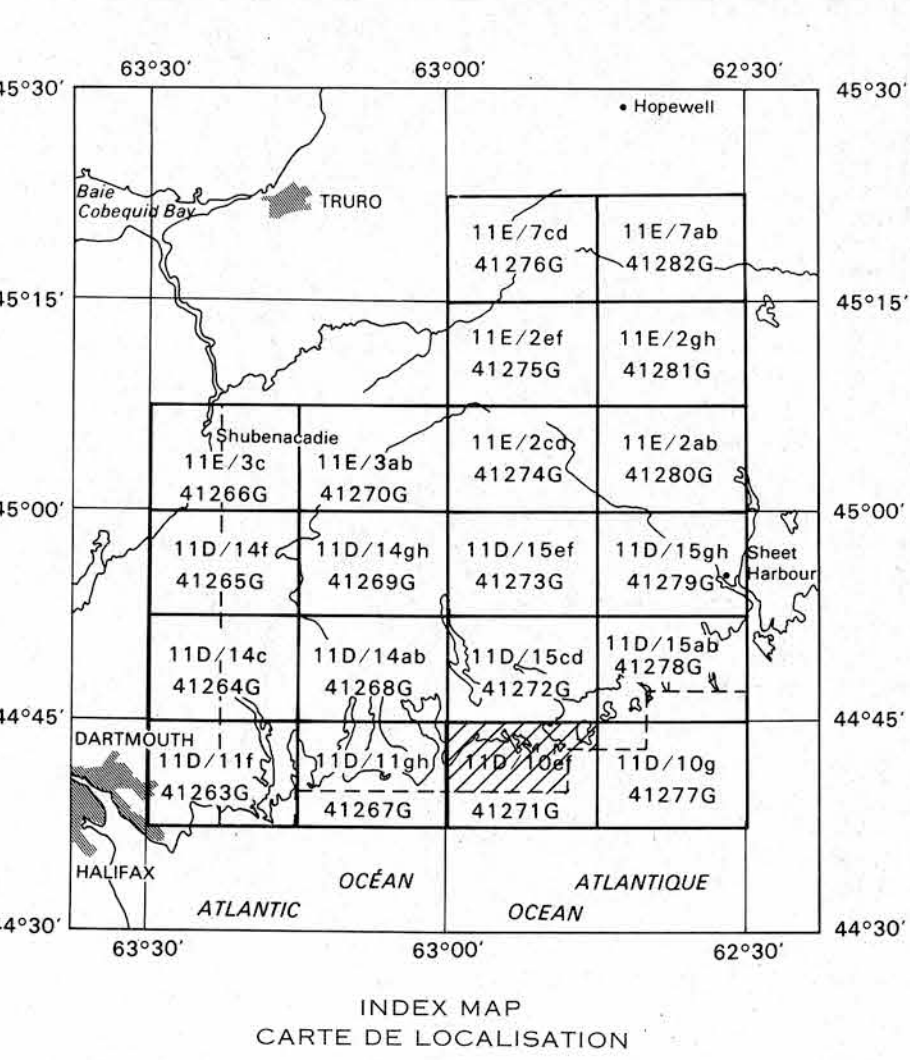 63°30' 63°00' 62°30'
45°30' 45°30'
• Hopewell
Baie
Cobequid Bay
TRURO
11E/7cd 11E/7ab
41276G 41282G
45°15' 45°15'
11E/2ef 11E/2gh
41275G 41281G
Shubenacadie
11E/3c 11E/3ab 11E/2cd 11E/2ab
41266G 41270G 41274G 41280G
45°00' 45°00'
11D/14f 11D/14gh 11D/15ef 11D/15gh
41265G 41269G 41273G 41279G
Sheet
Harbour
11D/14c 11D/14ab 11D/15cd 11D/15ab
41264G 41268G 41272G 41278G
44°45' 44°45'
DARTMOUTH
11D/11f 11D/11gh 11D/10ef 11D/10g
41263G 41267G 41271G 41277G
HALIFAX
OCÉAN ATLANTIQUE
ATLANTIC OCEAN
44°30' 44°30'
63°30' 63°00' 62°30'
INDEX MAP
CARTE DE LOCALISATION